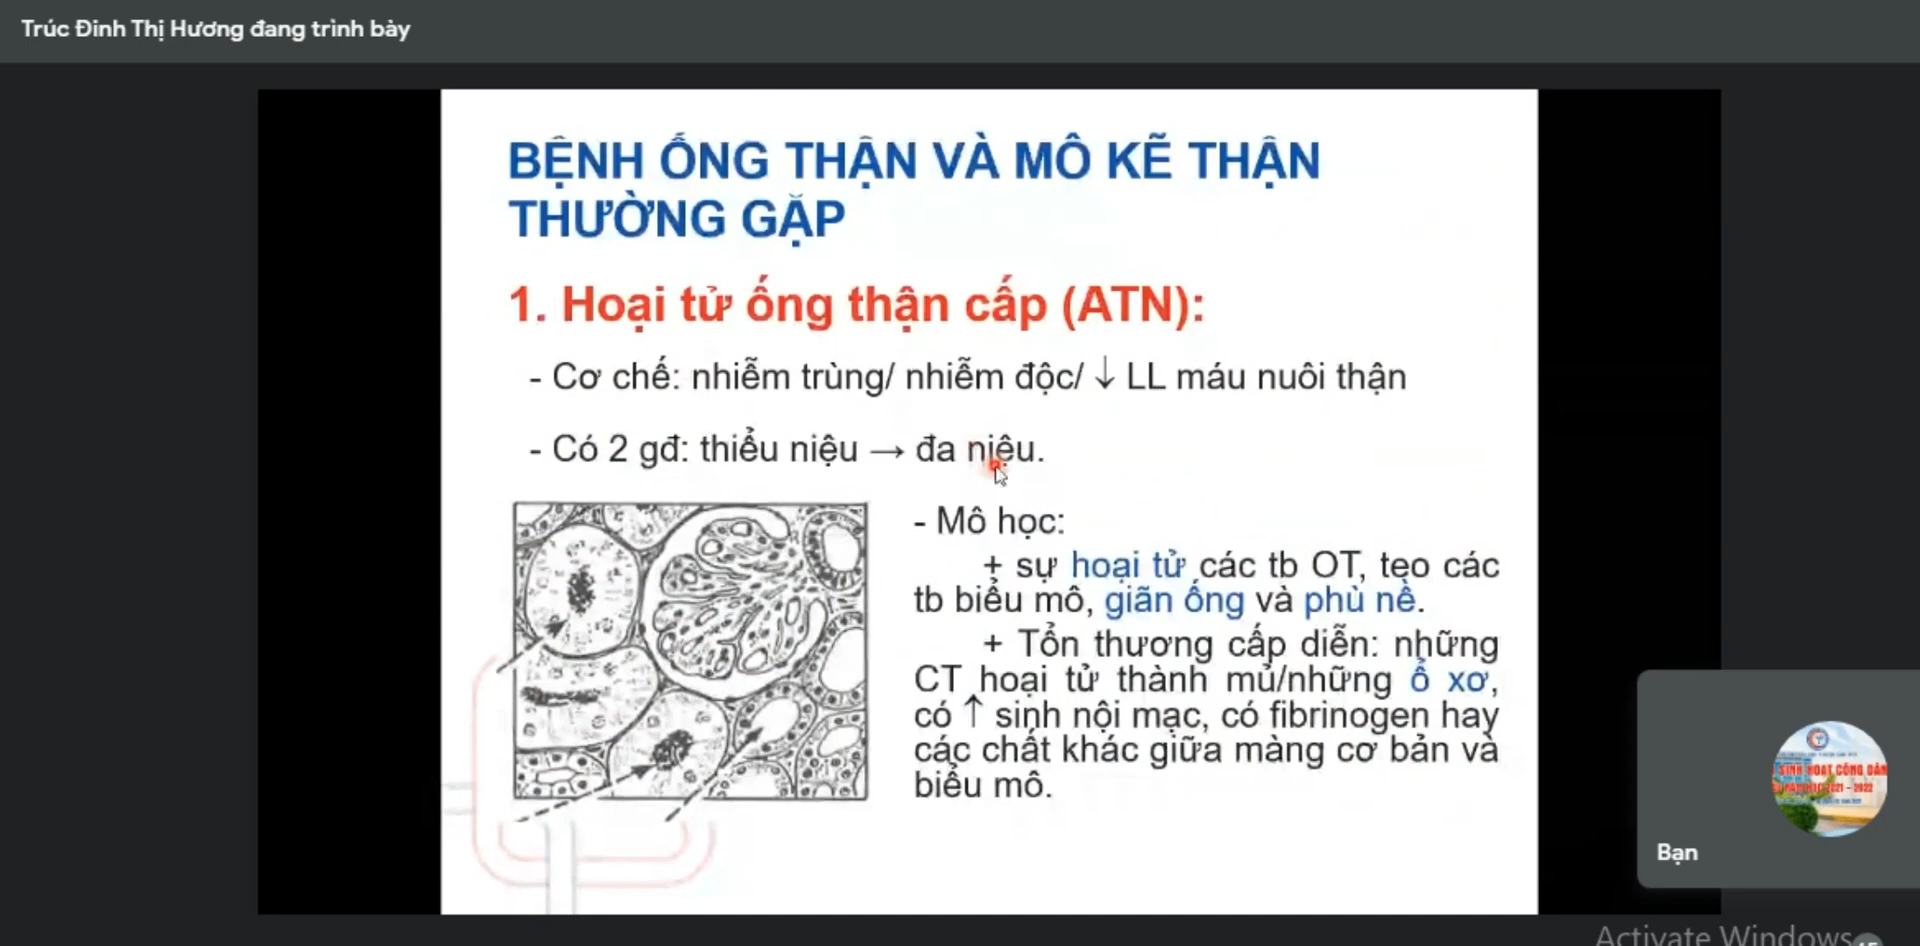 Trúc Đinh Thị Hương đang trình bày
BỆNH ỐNG THẬN VÀ MÔ KẼ THẬN
THƯỜNG GẶP
1. Hoại tử ống thận cấp (ATN):
- Cơ chế: nhiễm trùng/ nhiễm độc/ ↓ LL máu nuôi thận
- Có 2 gđ: thiểu niệu → đa niệu.
- Mô học:
+ sự hoại tử các tb OT, teo các
tb biểu mô, giãn ống và phù nề.
+ Tổn thương cấp diễn: những
CT hoại tử thành mủ/những ổ xơ,
có ↑ sinh nội mạc, có fibrinogen hay
các chất khác giữa màng cơ bản và
biểu mô.
SINH HOẠT CÔNG DÂN
Bạn
Activate Windows